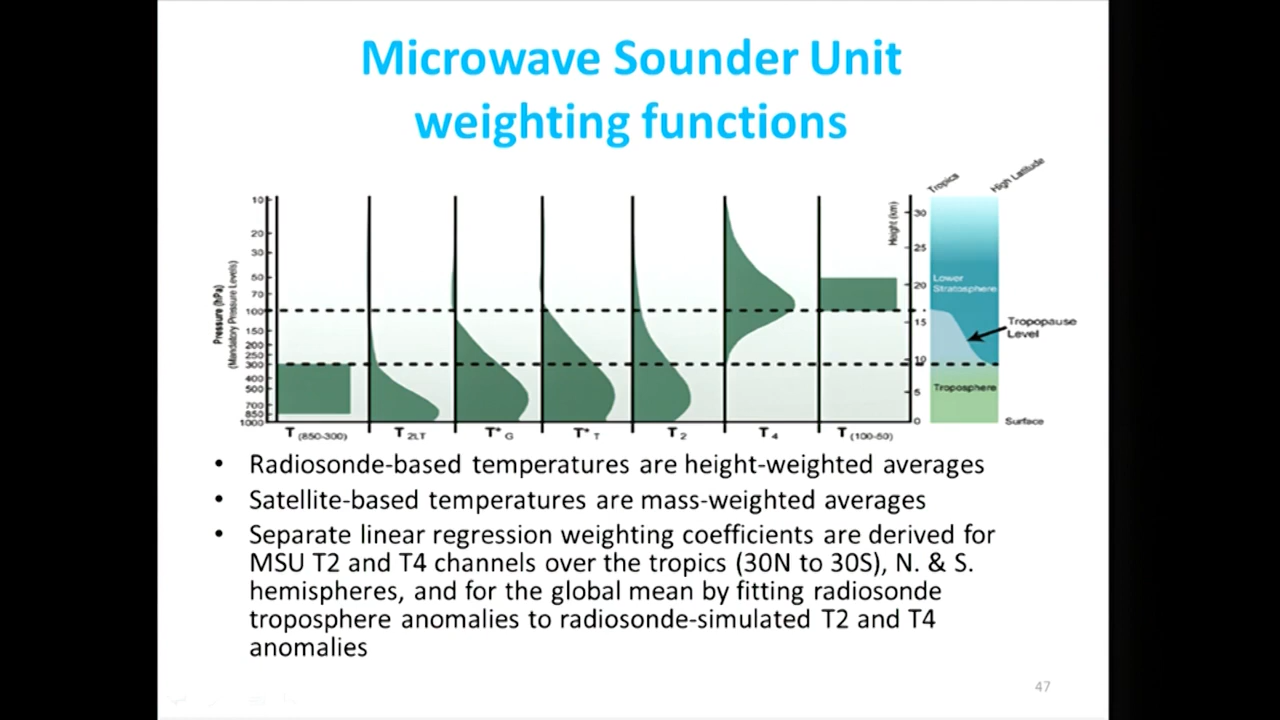 Microwave Sounder Unit
weighting functions
Tropics
High Latitude
Pressure (hPa)
(Mandatory Pressure Levels)
10
20
30
50
70
100
150
200
250
300
400
500
700
850
1000
Height (km)
30
25
20
15
10
5
0
Lower
Stratosphere
Tropopause
Level
Troposphere
Surface
T(850-300)
T2LT
T*G
T*T
T2
T4
T(100-50)
• Radiosonde-based temperatures are height-weighted averages
• Satellite-based temperatures are mass-weighted averages
• Separate linear regression weighting coefficients are derived for
MSU T2 and T4 channels over the tropics (30N to 30S), N. & S.
hemispheres, and for the global mean by fitting radiosonde
troposphere anomalies to radiosonde-simulated T2 and T4
anomalies
47